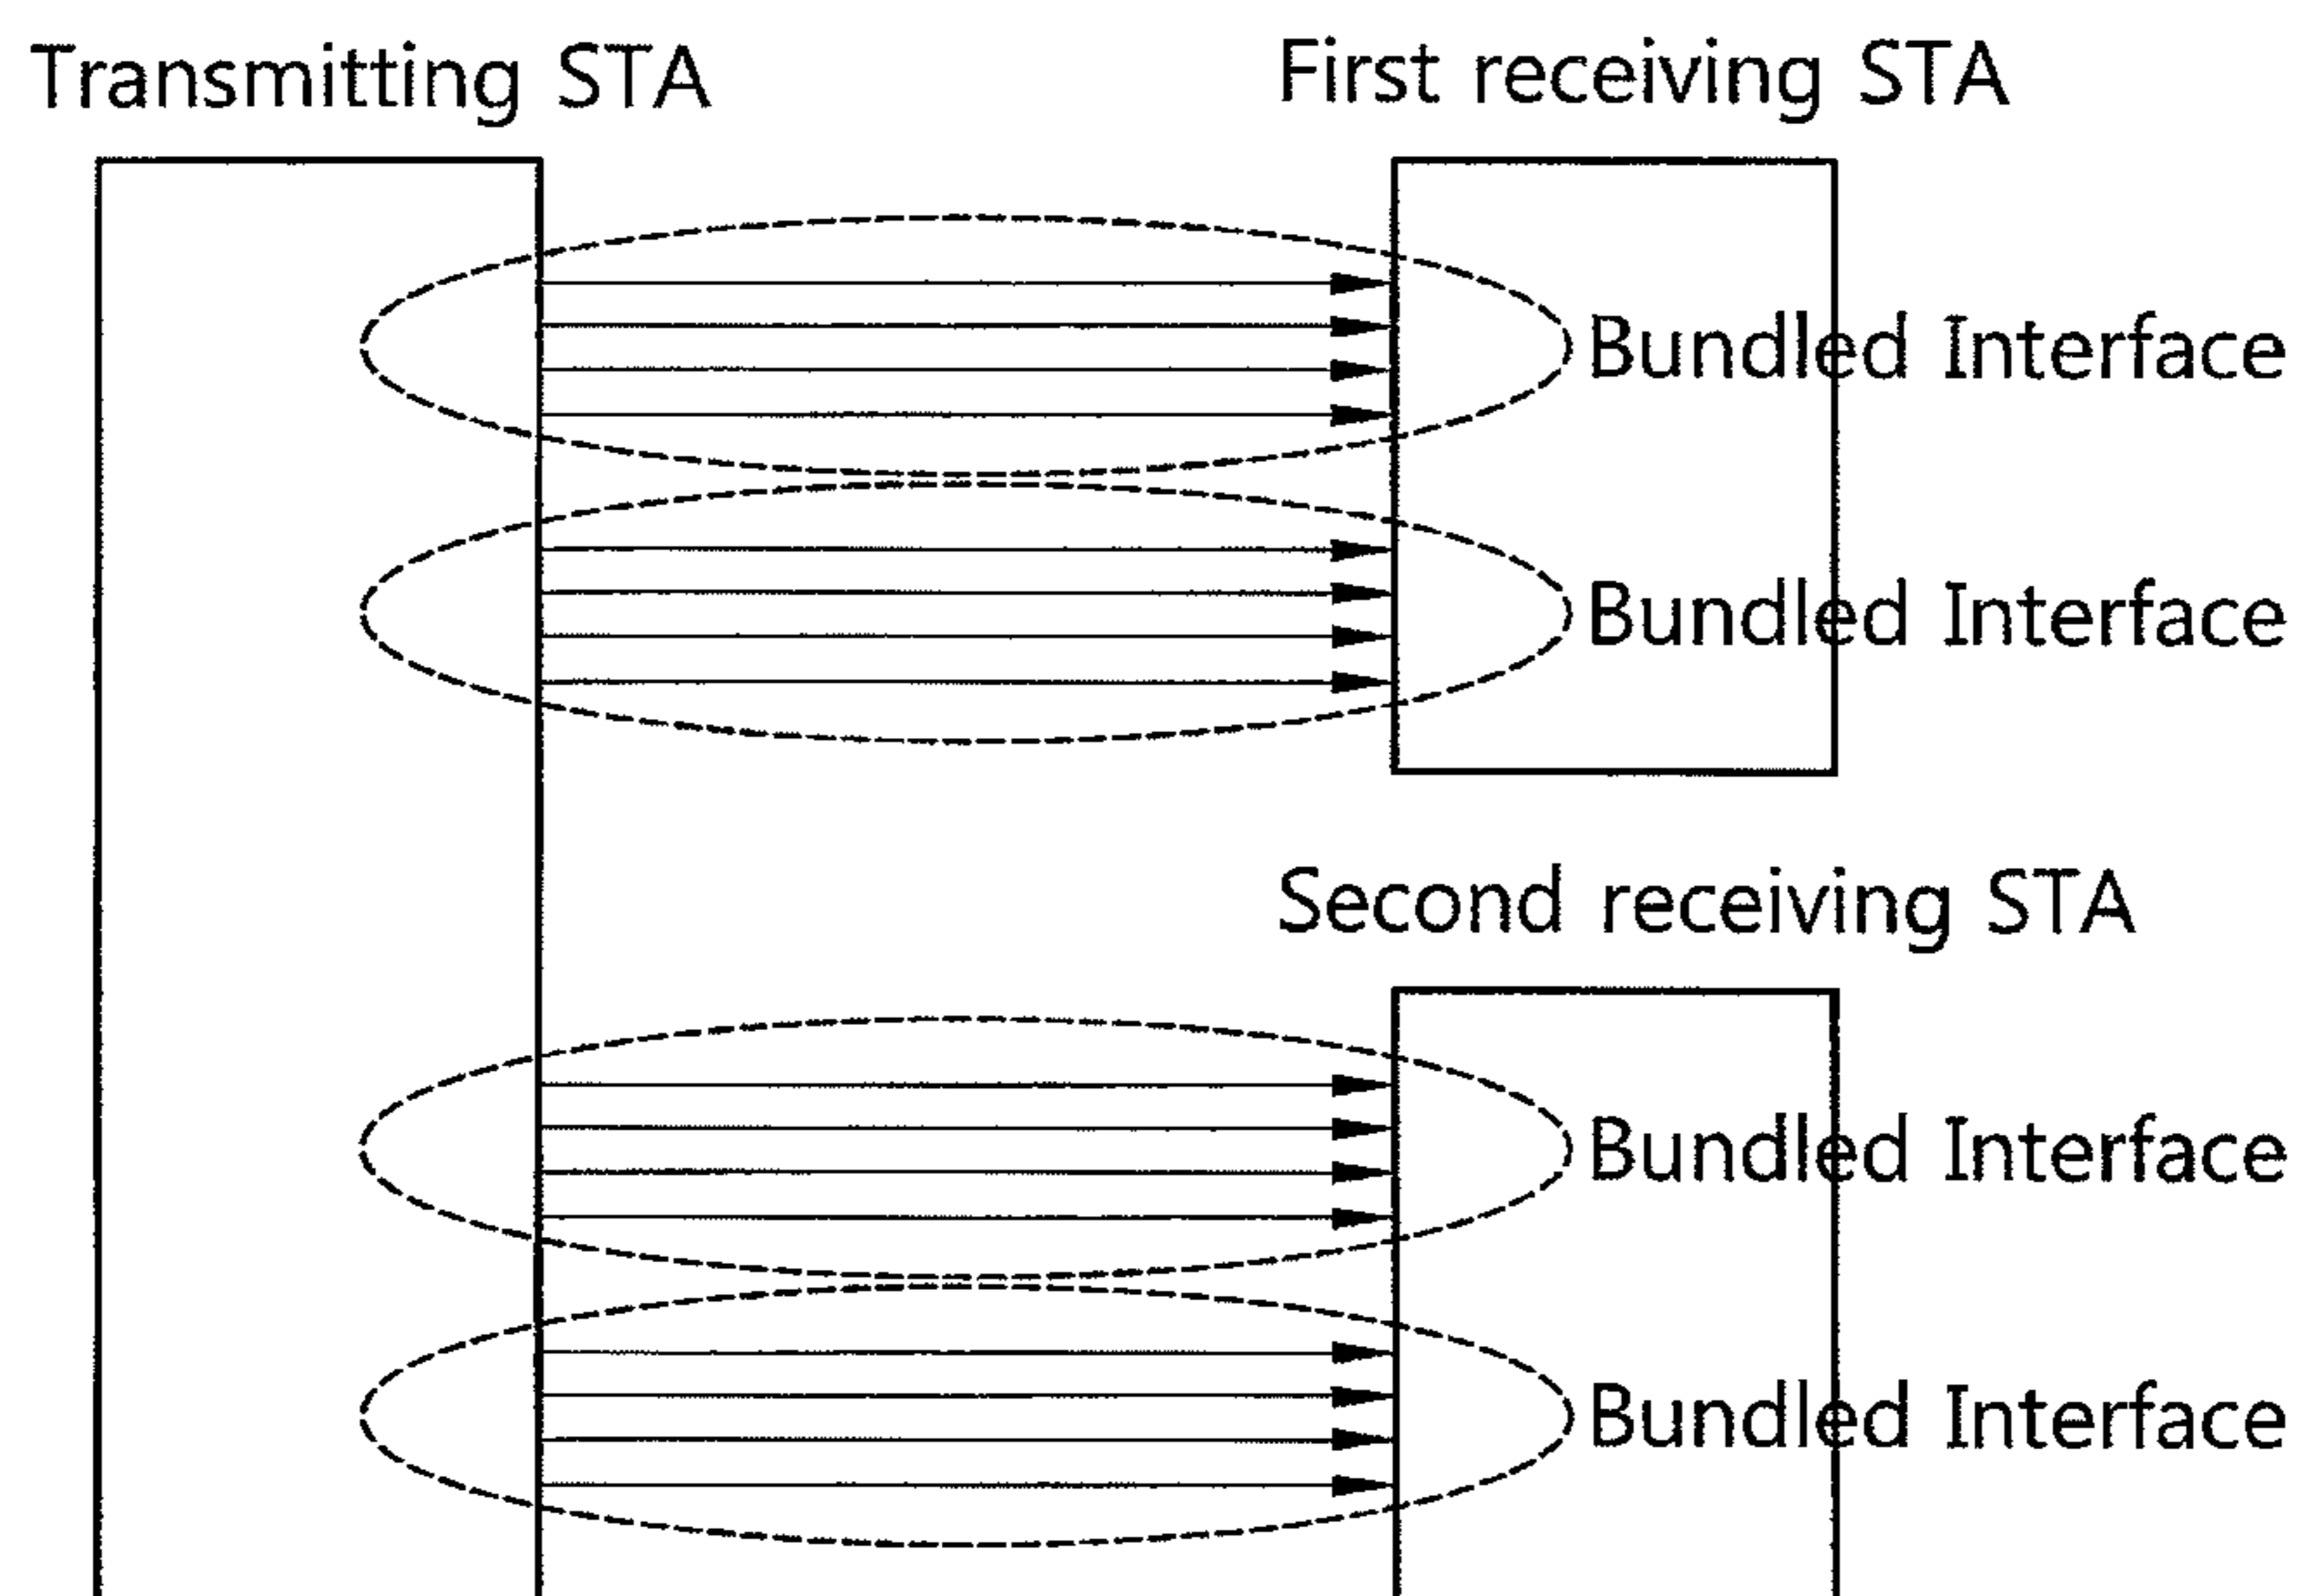 Transmitting STA
First receiving STA
Bundled Interface
Bundled Interface
Second receiving STA
Bundled Interface
Bundled Interface